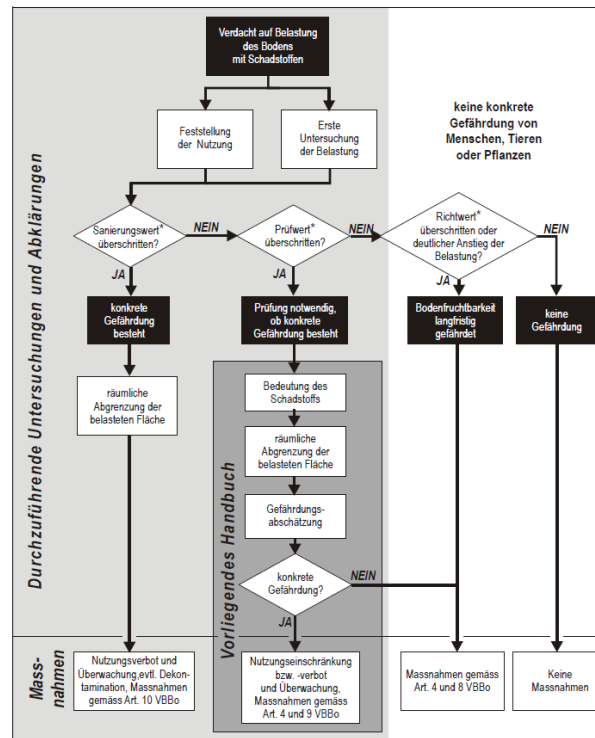 Verdacht auf Belastung
des Bodens
mit Schadstoffen
Feststellung
der Nutzung
Erste
Untersuchung
der Belastung
keine konkrete
Gefährdung von
Menschen, Tieren
oder Pflanzen
Durchzuführende Untersuchungen und Abklärungen
Sanierungswert*
überschritten?
NEIN
Prüfwert*
überschritten?
NEIN
Richtwert*
überschritten oder
deutlicher Anstieg der
Belastung?
NEIN
JA
JA
JA
konkrete
Gefährdung
besteht
Prüfung notwendig,
ob konkrete
Gefährdung besteht
Bodenfruchtbarkeit
langfristig
gefährdet
keine
Gefährdung
räumliche
Abgrenzung der
belasteten Fläche
Vorliegendes Handbuch
Bedeutung des
Schadstoffs
räumliche
Abgrenzung der
belasteten Fläche
Gefährdungs-
abschätzung
konkrete
Gefährdung?
NEIN
JA
Mass-
nahmen
Nutzungsverbot und
Überwachung,evtl. Dekon-
tamination, Massnahmen
gemäss Art. 10 VBBo
Nutzungseinschränkung
bzw. -verbot
und Überwachung,
Massnahmen gemäss
Art. 4 und 9 VBBo
Massnahmen gemäss
Art. 4 und 8 VBBo
Keine
Massnahmen